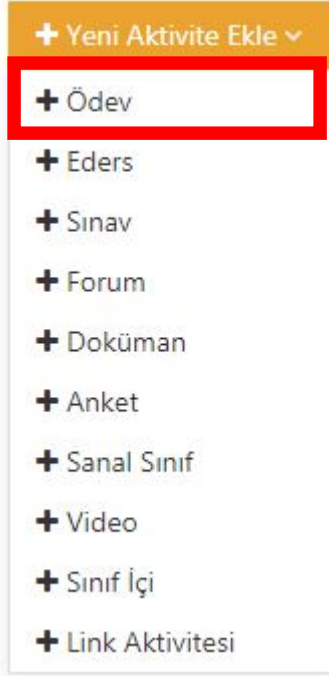 Yeni Aktivite Ekle
Ödev
Eders
Sınav
Forum
Doküman
Anket
Sanal Sınıf
Video
Sınıf İçi
Link Aktivitesi